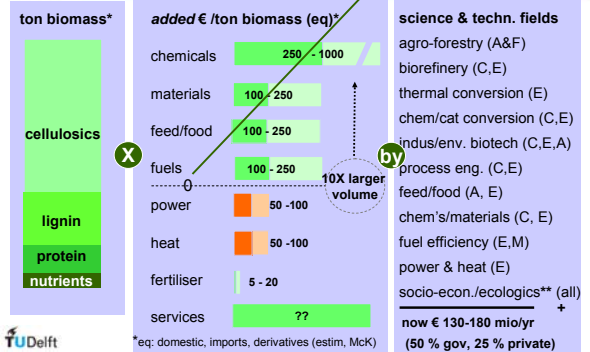 ton biomass*
cellusosics
lignin
protein
nutrients
X
added € /ton biomass (eq)*
chemicals
250 - 1000
materials
100 - 250
feed/food
100 - 250
fuels
100 - 250
0
10X larger
volume
power
50 -100
heat
50 -100
fertiliser
5 - 20
services
??
*eq: domestic, imports, derivatives (estim, McK)
by
science & techn. fields
agro-forestry (A&F)
biorefinery (C,E)
thermal conversion (E)
chem/cat conversion (C,E)
indus/env. biotech (C,E,A)
process eng. (C,E)
feed/food (A, E)
chem's/materials (C, E)
fuel efficiency (E,M)
power & heat (E)
socio-econ./ecologics** (all)
+
now € 130-180 mio/yr
(50 % gov, 25 % private)
TUDelft